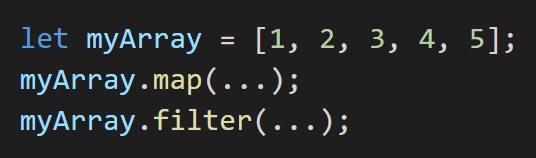 let myArray = [1, 2, 3, 4, 5];
myArray.map(...);
myArray.filter(...);